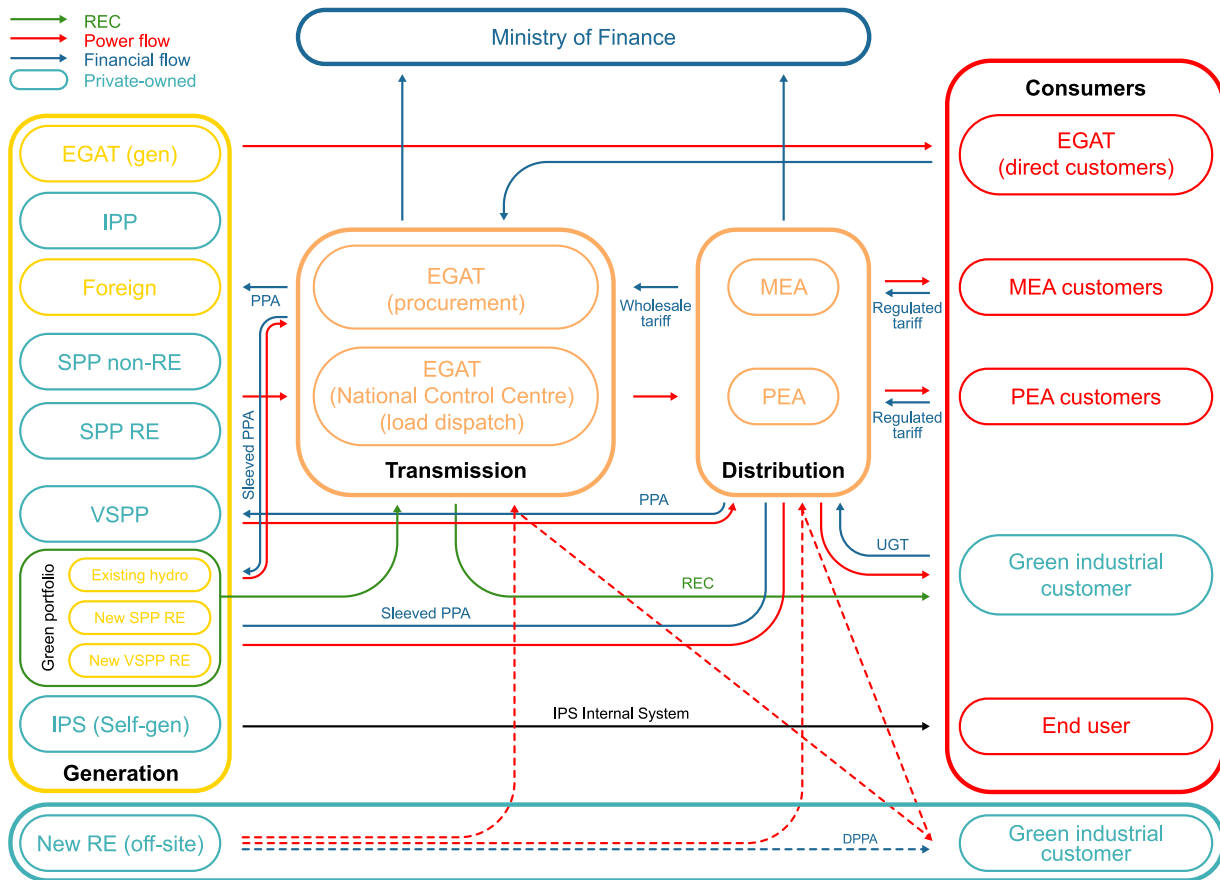 REC
Power flow
Financial flow
Private-owned
Ministry of Finance
Consumers
EGAT (gen)
IPP
Foreign
SPP non-RE
SPP RE
VSPP
Green portfolio
Existing hydro
New SPP RE
New VSPP RE
IPS (Self-gen)
Generation
New RE (off-site)
PPA
Sleeved PPA
EGAT
(procurement)
EGAT
(National Control Centre)
(load dispatch)
Transmission
Wholesale
tariff
MEA
PEA
Distribution
Regulated
tariff
Regulated
tariff
PPA
UGT
REC
Sleeved PPA
IPS Internal System
DPPA
EGAT
(direct customers)
MEA customers
PEA customers
Green industrial
customer
End user
Green industrial
customer